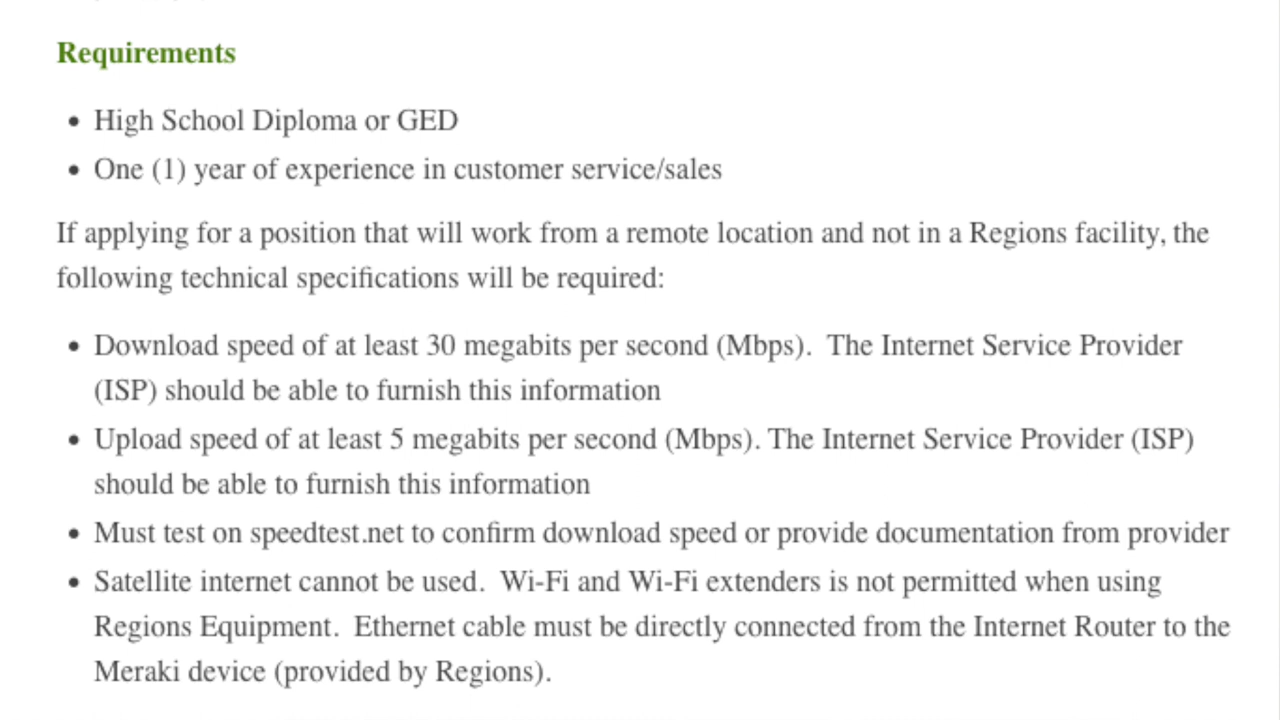 Requirements
• High School Diploma or GED
• One (1) year of experience in customer service/sales
If applying for a position that will work from a remote location and not in a Regions facility, the
following technical specifications will be required:
• Download speed of at least 30 megabits per second (Mbps).  The Internet Service Provider
(ISP) should be able to furnish this information
• Upload speed of at least 5 megabits per second (Mbps). The Internet Service Provider (ISP)
should be able to furnish this information
• Must test on speedtest.net to confirm download speed or provide documentation from provider
• Satellite internet cannot be used.  Wi-Fi and Wi-Fi extenders is not permitted when using
Regions Equipment.  Ethernet cable must be directly connected from the Internet Router to the
Meraki device (provided by Regions).